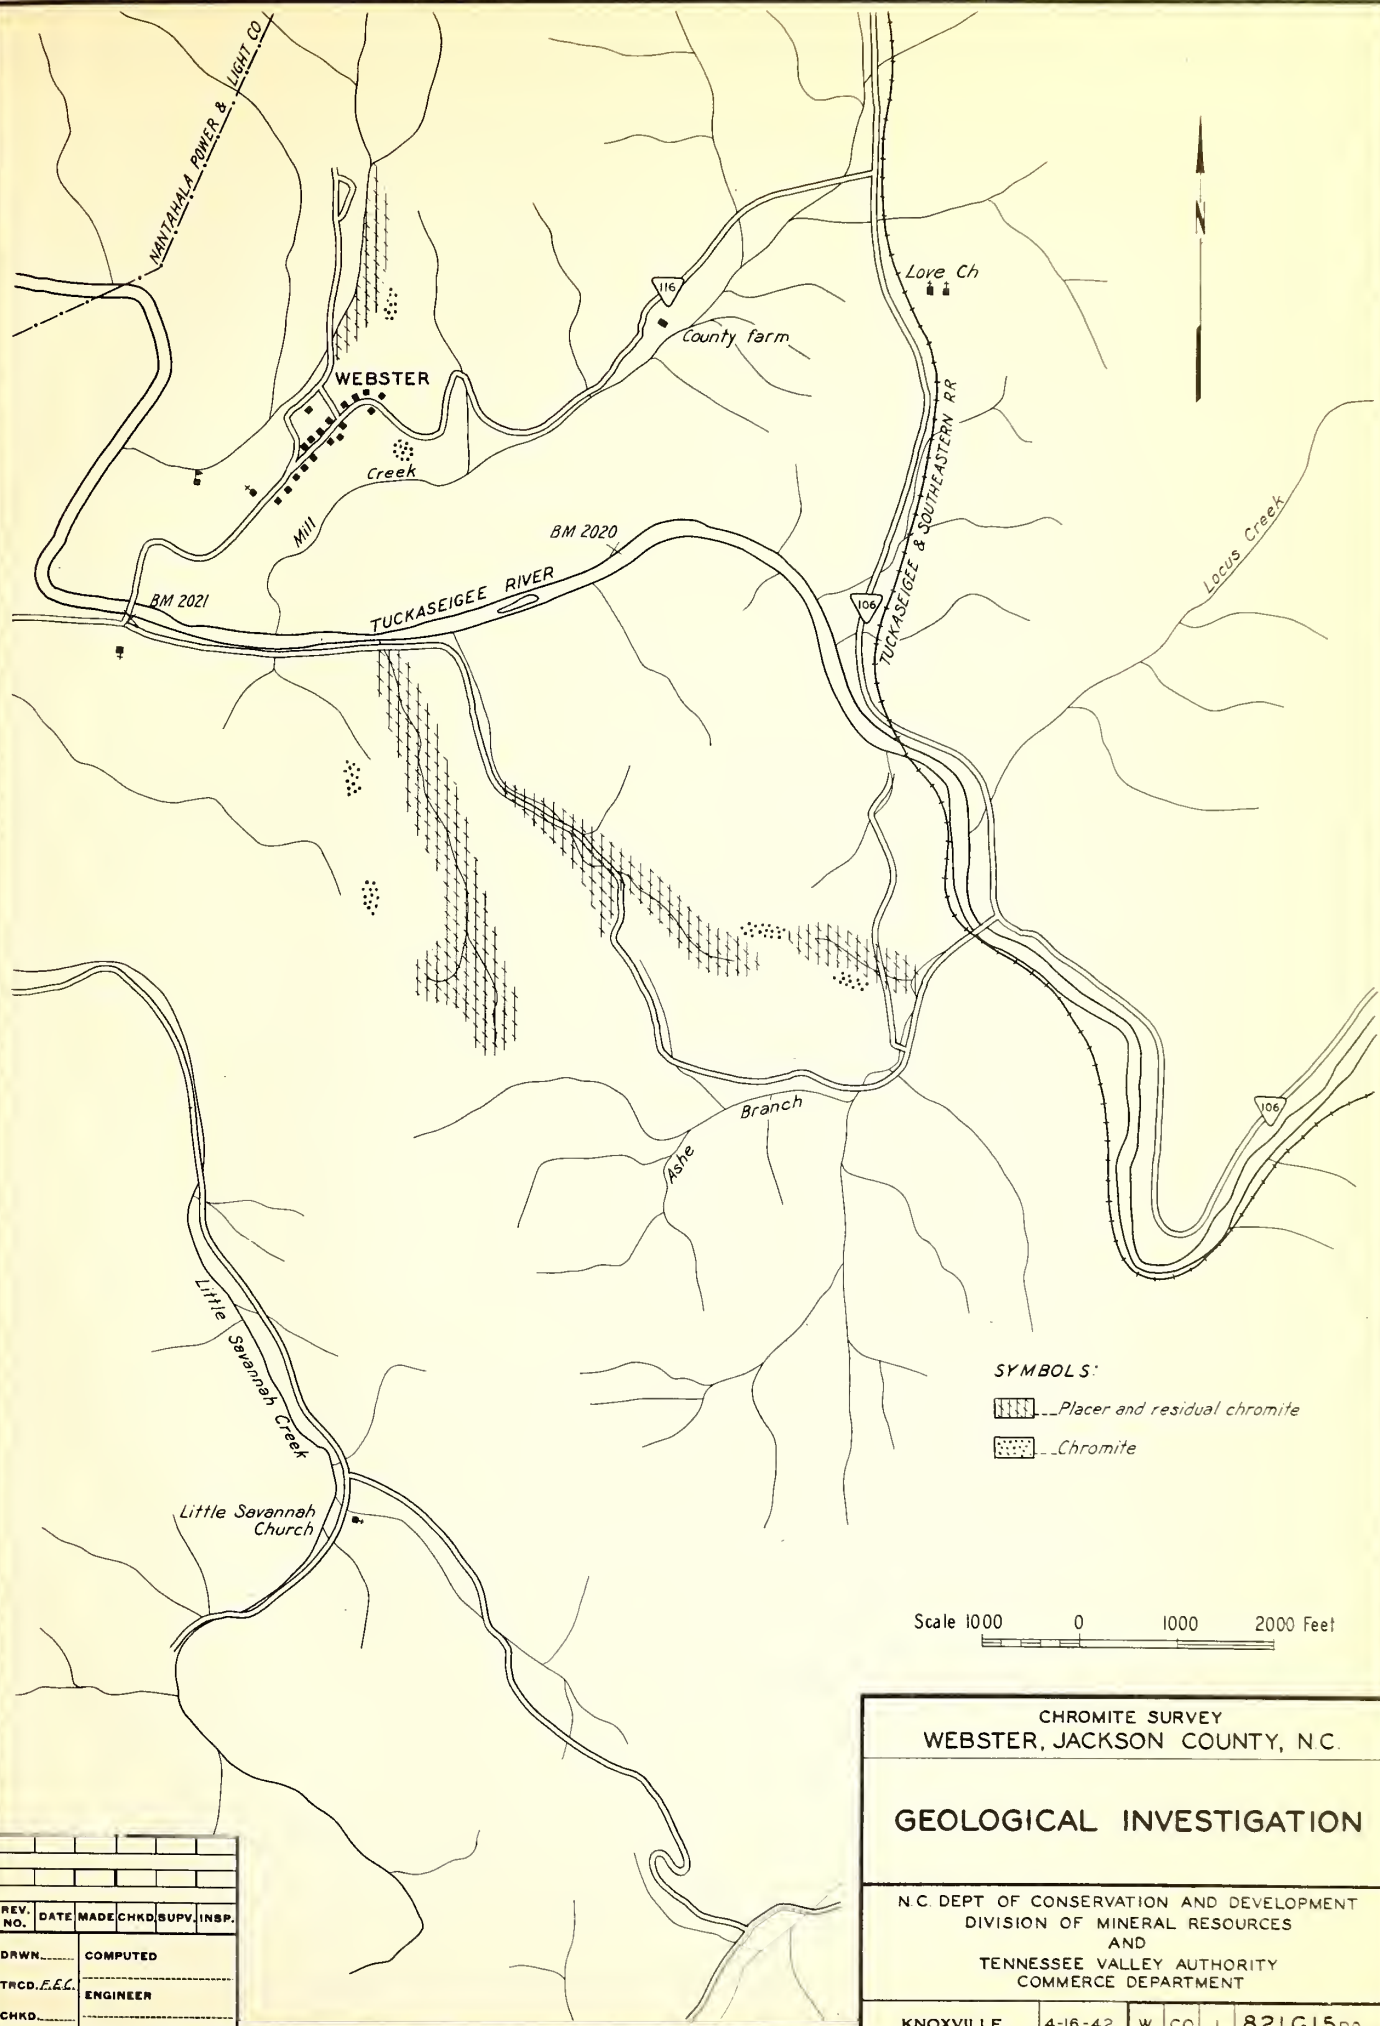 NANTAHALA POWER & LIGHT CO
N
116
Love Ch
County farm
WEBSTER
TUCKASEIGEE & SOUTHEASTERN RR
Creek
Mill
BM 2020
Locus Creek
TUCKASEIGEE RIVER
BM 2021
106
Branch
Ashe
106
Little Savannah Creek
SYMBOLS:
Placer and residual chromite
Chromite
Little Savannah
Church
Scale 1000 0 1000 2000 Feet
CHROMITE SURVEY
WEBSTER, JACKSON COUNTY, N.C.
GEOLOGICAL INVESTIGATION
N.C. DEPT OF CONSERVATION AND DEVELOPMENT
DIVISION OF MINERAL RESOURCES
AND
TENNESSEE VALLEY AUTHORITY
COMMERCE DEPARTMENT
KNOXVILLE 4-16-42 W CO 1
REV. NO. DATE MADE CHKD. SUPV. INSP.
DRWN. COMPUTED
TRCD. F.E.C.
ENGINEER
CHKD.